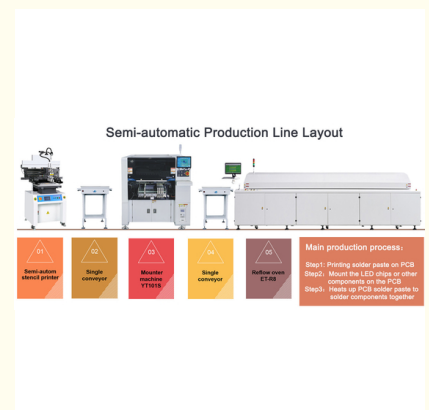 Semi-automatic Production Line Layout
01
Semi-autom
stencil printer
02
Single
conveyor
03
Mounter
machine
YT101S
04
Single
conveyor
05
Reflow oven
ET-R8
Main production process:
Step1: Printing solder paste on PCB
Step2: Mount the LED chips or other
components on the PCB
Step3: Heats up PCB solder paste to
solder components together